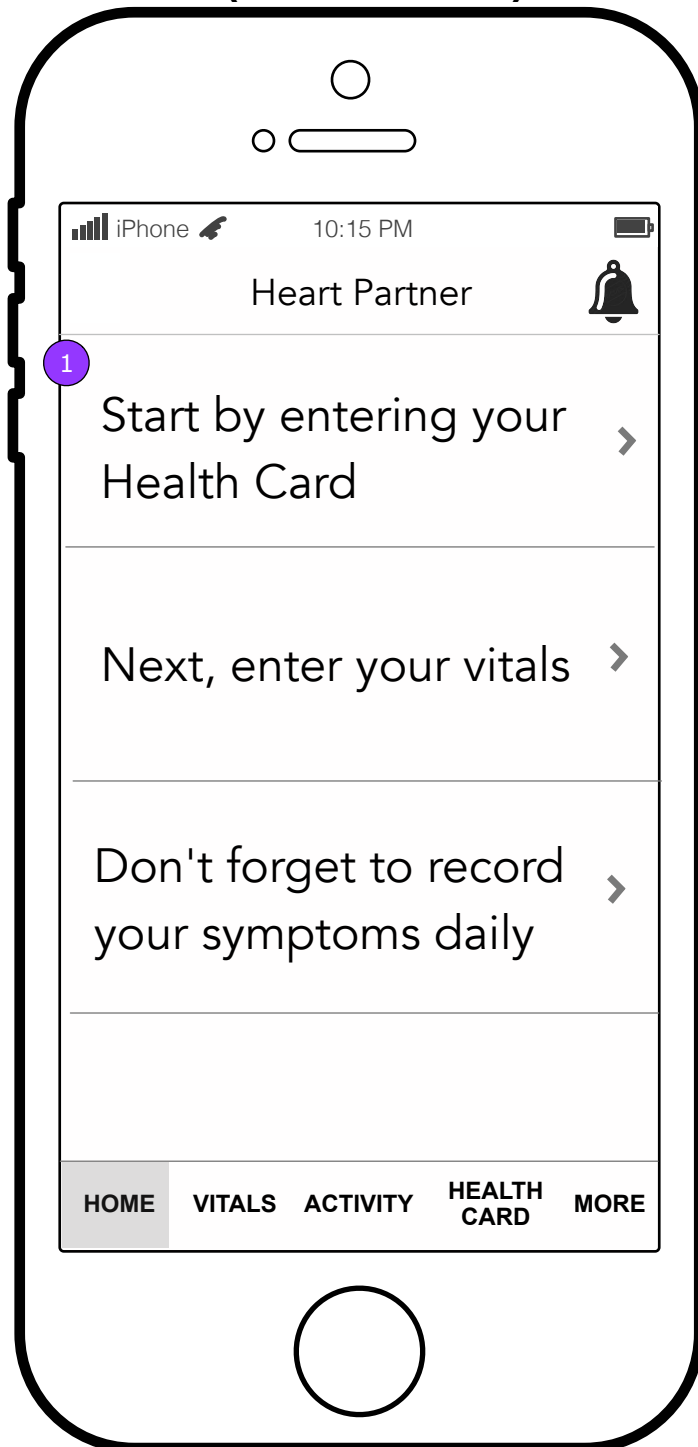 iPhone 10:15 PM
Heart Partner
1
Start by entering your
Health Card
Next, enter your vitals
Don't forget to record
your symptoms daily
HOME VITALS ACTIVITY HEALTH CARD MORE